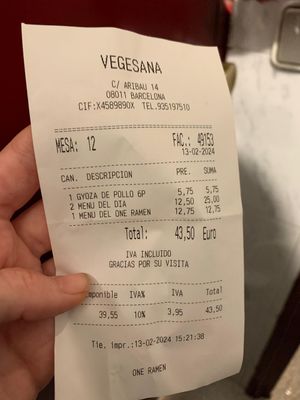 VEGESANA
C/ ARIBAU 14
08011 BARCELONA
CIF:X4589890X TEL.935197510
MESA: 12 FAC.: 49153
13-02-2024
CAN. DESCRIPCION PRE. SUMA
1 GYOZA DE POLLO 6P 5,75 5,75
2 MENU DEL DIA 12,50 25,00
1 MENU DEL ONE RAMEN 12,75 12,75
Total: 43,50 Euro
IVA INCLUIDO
GRACIAS POR SU VISITA
ponible IVA% IVA Total
39,55 10% 3,95 43,50
Tie. impr.:13-02-2024 15:21:38
ONE RAMEN